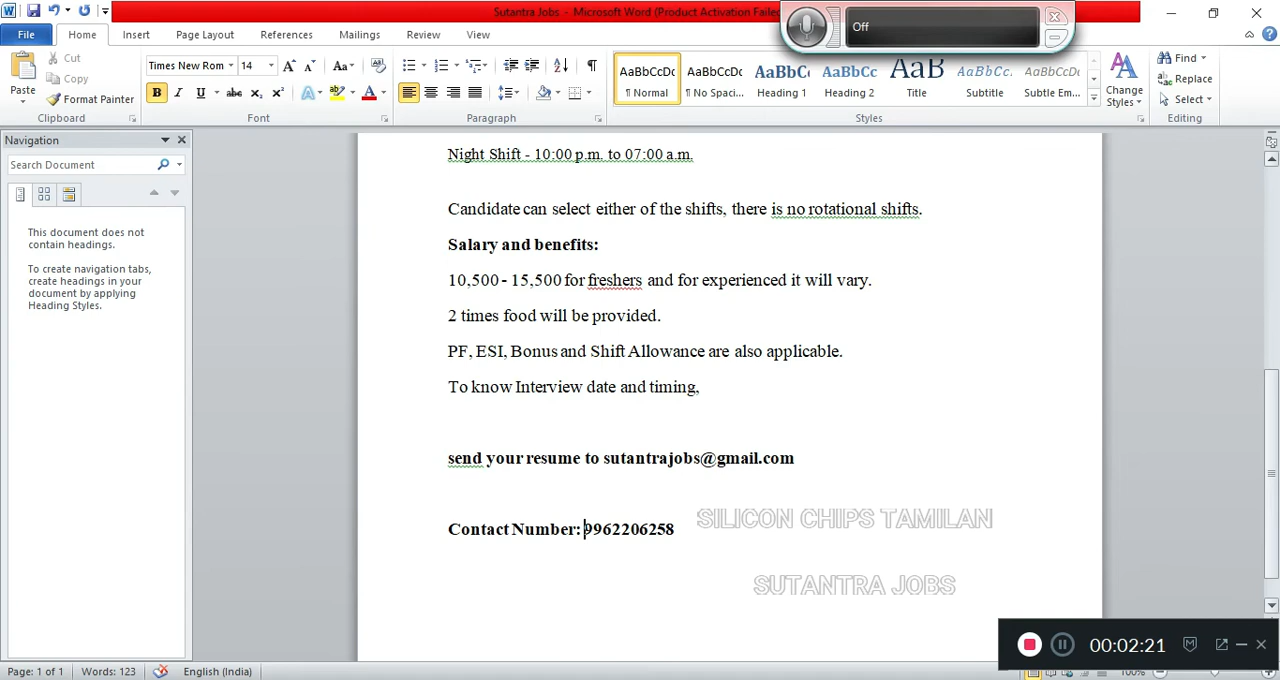 Sutantra Jobs - Microsoft Word (Product Activation Failed
Off
File Home Insert Page Layout References Mailings Review View
Paste
Cut
Copy
Format Painter
Clipboard
Times New Rom 14
Font
Paragraph
AaBbCcDc AaBbCcDc AaBbCc AaBbCc AaB AaBbCc. AaBbCcDc
¶ Normal ¶ No Spaci... Heading 1 Heading 2 Title Subtitle Subtle Em...
Change Styles
Styles
Find
Replace
Select
Editing
Navigation
Search Document
This document does not
contain headings.
To create navigation tabs,
create headings in your
document by applying
Heading Styles.
Night Shift - 10:00 p.m. to 07:00 a.m.
Candidate can select either of the shifts, there is no rotational shifts.
Salary and benefits:
10,500 - 15,500 for freshers and for experienced it will vary.
2 times food will be provided.
PF, ESI, Bonus and Shift Allowance are also applicable.
To know Interview date and timing,
send your resume to sutantrajobs@gmail.com
Contact Number: 9962206258
SILICON CHIPS TAMILAN
SUTANTRA JOBS
00:02:21
Page: 1 of 1 Words: 123 English (India) 100%